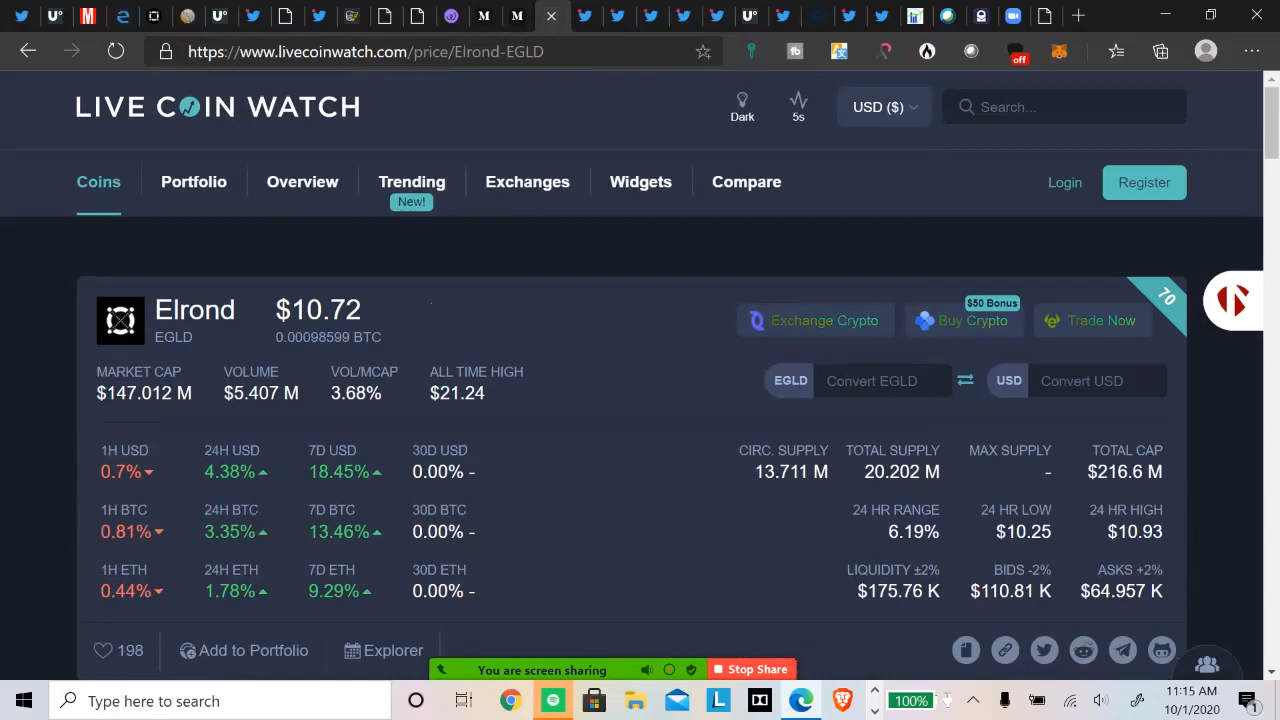 https://www.livecoinwatch.com/price/Elrond-EGLD
off
LIVE COIN WATCH
Dark
5s
USD ($)
Search...
Coins
Portfolio
Overview
Trending
New!
Exchanges
Widgets
Compare
Login
Register
Elrond
EGLD
$10.72
0.00098599 BTC
Exchange Crypto
$50 Bonus
Buy Crypto
Trade Now
70
MARKET CAP
$147.012 M
VOLUME
$5.407 M
VOL/MCAP
3.68%
ALL TIME HIGH
$21.24
EGLD
Convert EGLD
USD
Convert USD
1H USD
0.7%
24H USD
4.38%
7D USD
18.45%
30D USD
0.00% -
CIRC. SUPPLY
13.711 M
TOTAL SUPPLY
20.202 M
MAX SUPPLY
-
TOTAL CAP
$216.6 M
1H BTC
0.81%
24H BTC
3.35%
7D BTC
13.46%
30D BTC
0.00% -
24 HR RANGE
6.19%
24 HR LOW
$10.25
24 HR HIGH
$10.93
1H ETH
0.44%
24H ETH
1.78%
7D ETH
9.29%
30D ETH
0.00% -
LIQUIDITY ±2%
$175.76 K
BIDS -2%
$110.81 K
ASKS +2%
$64.957 K
198
Add to Portfolio
Explorer
You are screen sharing
Stop Share
Type here to search
100%
11:15 AM
10/1/2020
1